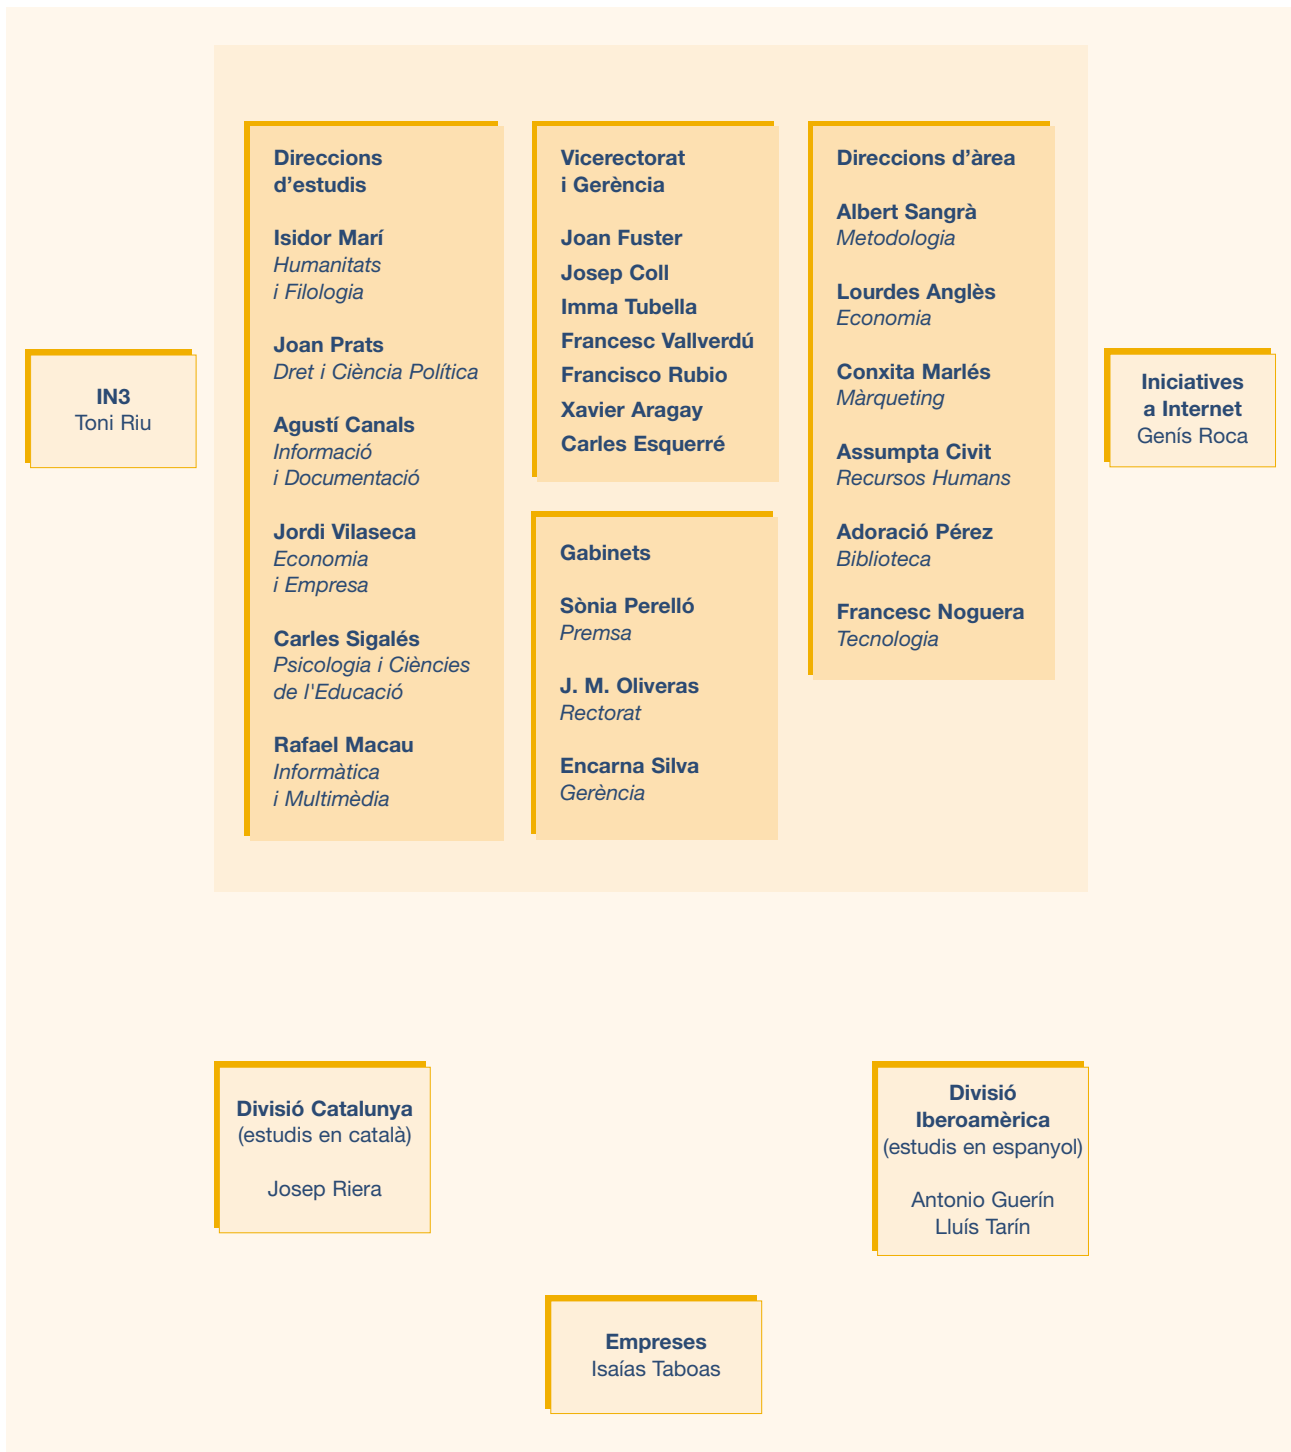 Direccions
d’estudis
Isidor Marí
Humanitats
i Filologia
Joan Prats
Dret i Ciència Política
Agustí Canals
Informació
i Documentació
Jordi Vilaseca
Economia
i Empresa
Carles Sigalés
Psicologia i Ciències
de l'Educació
Rafael Macau
Informàtica
i Multimèdia
Vicerectorat
i Gerència
Joan Fuster
Josep Coll
Imma Tubella
Francesc Vallverdú
Francisco Rubio
Xavier Aragay
Carles Esquerré
Gabinets
Sònia Perelló
Premsa
J. M. Oliveras
Rectorat
Encarna Silva
Gerència
Direccions d’àrea
Albert Sangrà
Metodologia
Lourdes Anglès
Economia
Conxita Marlés
Màrqueting
Assumpta Civit
Recursos Humans
Adoració Pérez
Biblioteca
Francesc Noguera
Tecnologia
IN3
Toni Riu
Iniciatives
a Internet
Genís Roca
Divisió Catalunya
(estudis en català)
Josep Riera
Divisió
Iberoamèrica
(estudis en espanyol)
Antonio Guerín
Lluís Tarín
Empreses
Isaías Taboas